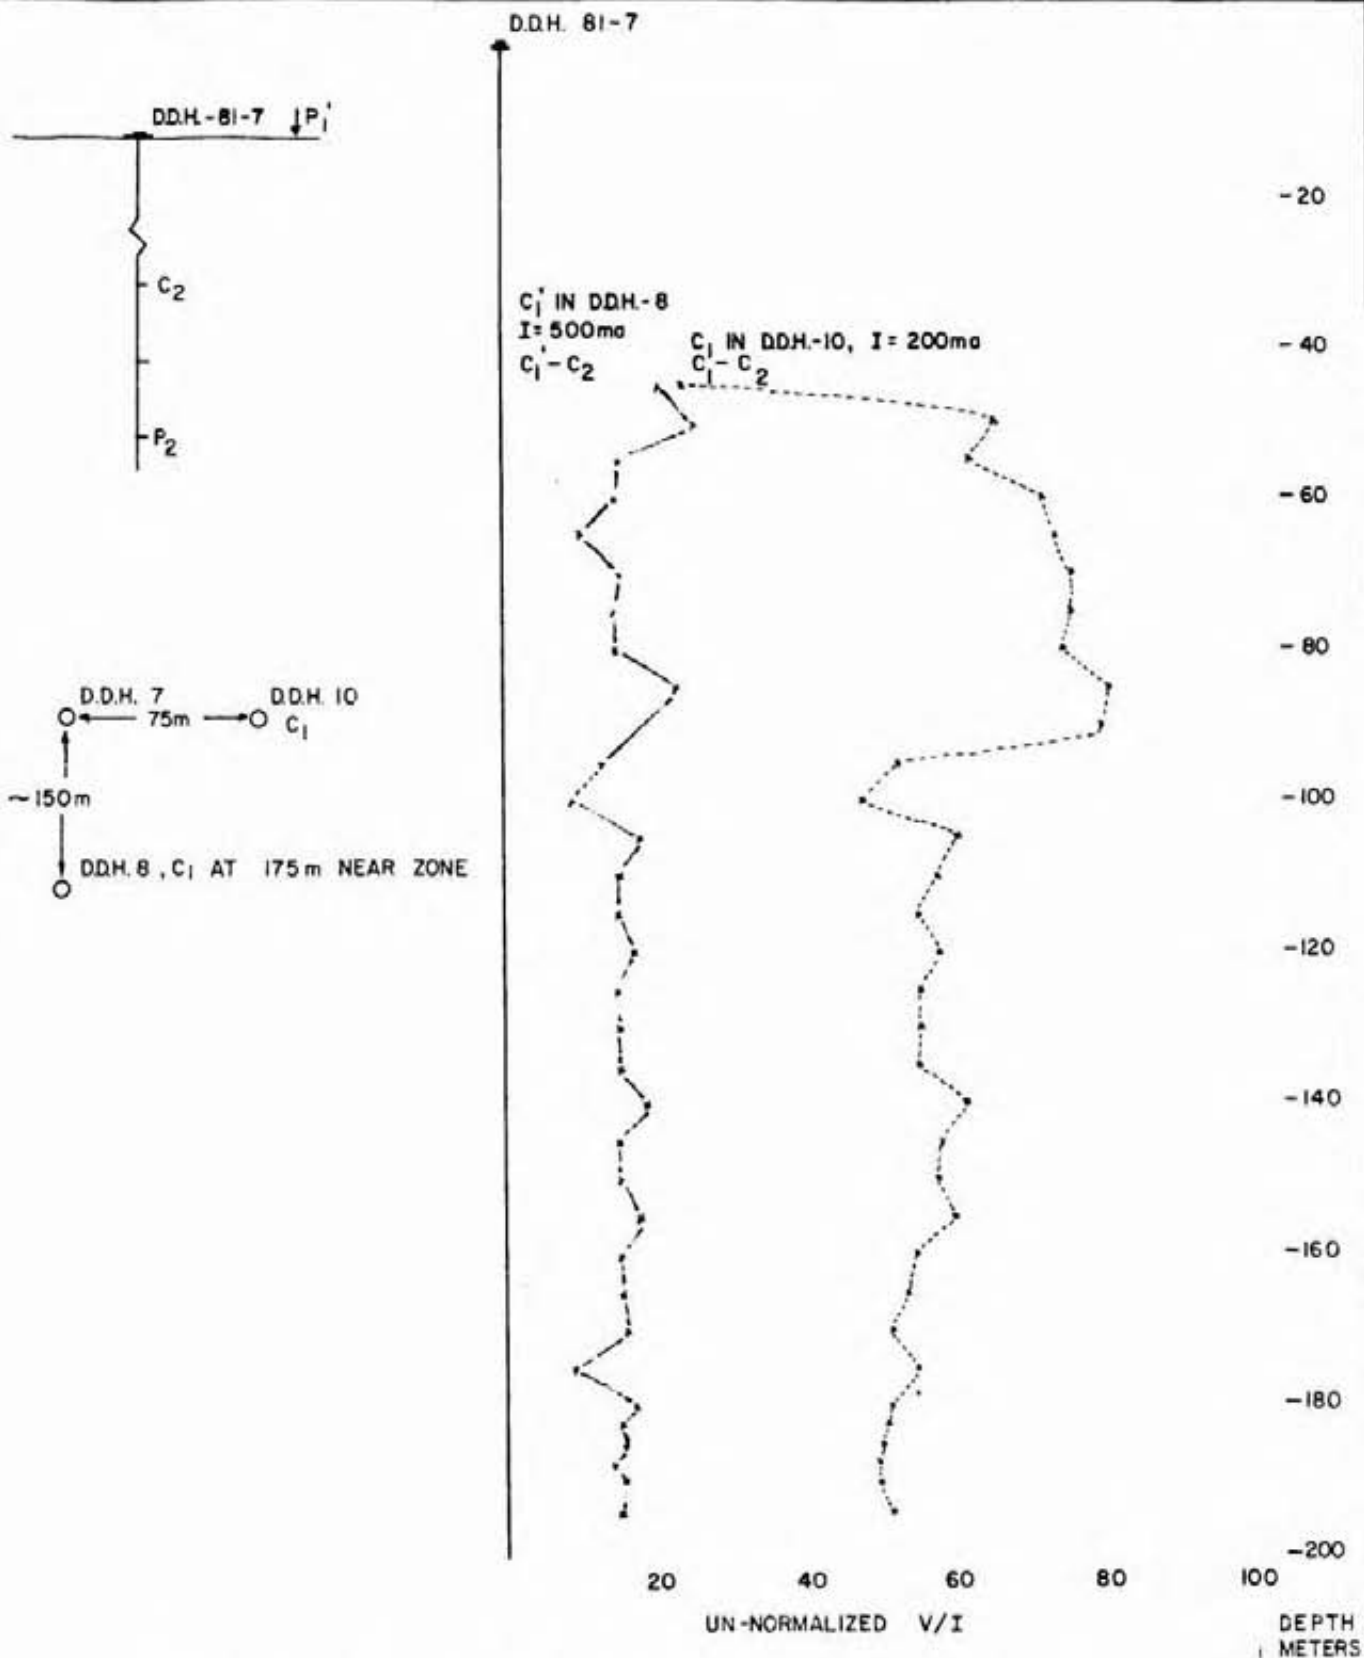 D.D.H. 81-7
D.D.H.-81-7 P₁'
C₂
P₂
C₁' IN D.D.H.-8
I=500ma
C₁'-C₂
C₁ IN D.D.H.-10, I=200ma
C₁-C₂
D.D.H. 7
75m
D.D.H. 10
C₁
~150m
D.D.H. 8, C₁ AT 175m NEAR ZONE
-20
-40
-60
-80
-100
-120
-140
-160
-180
-200
20 40 60 80 100
UN-NORMALIZED V/I
DEPTH
METERS